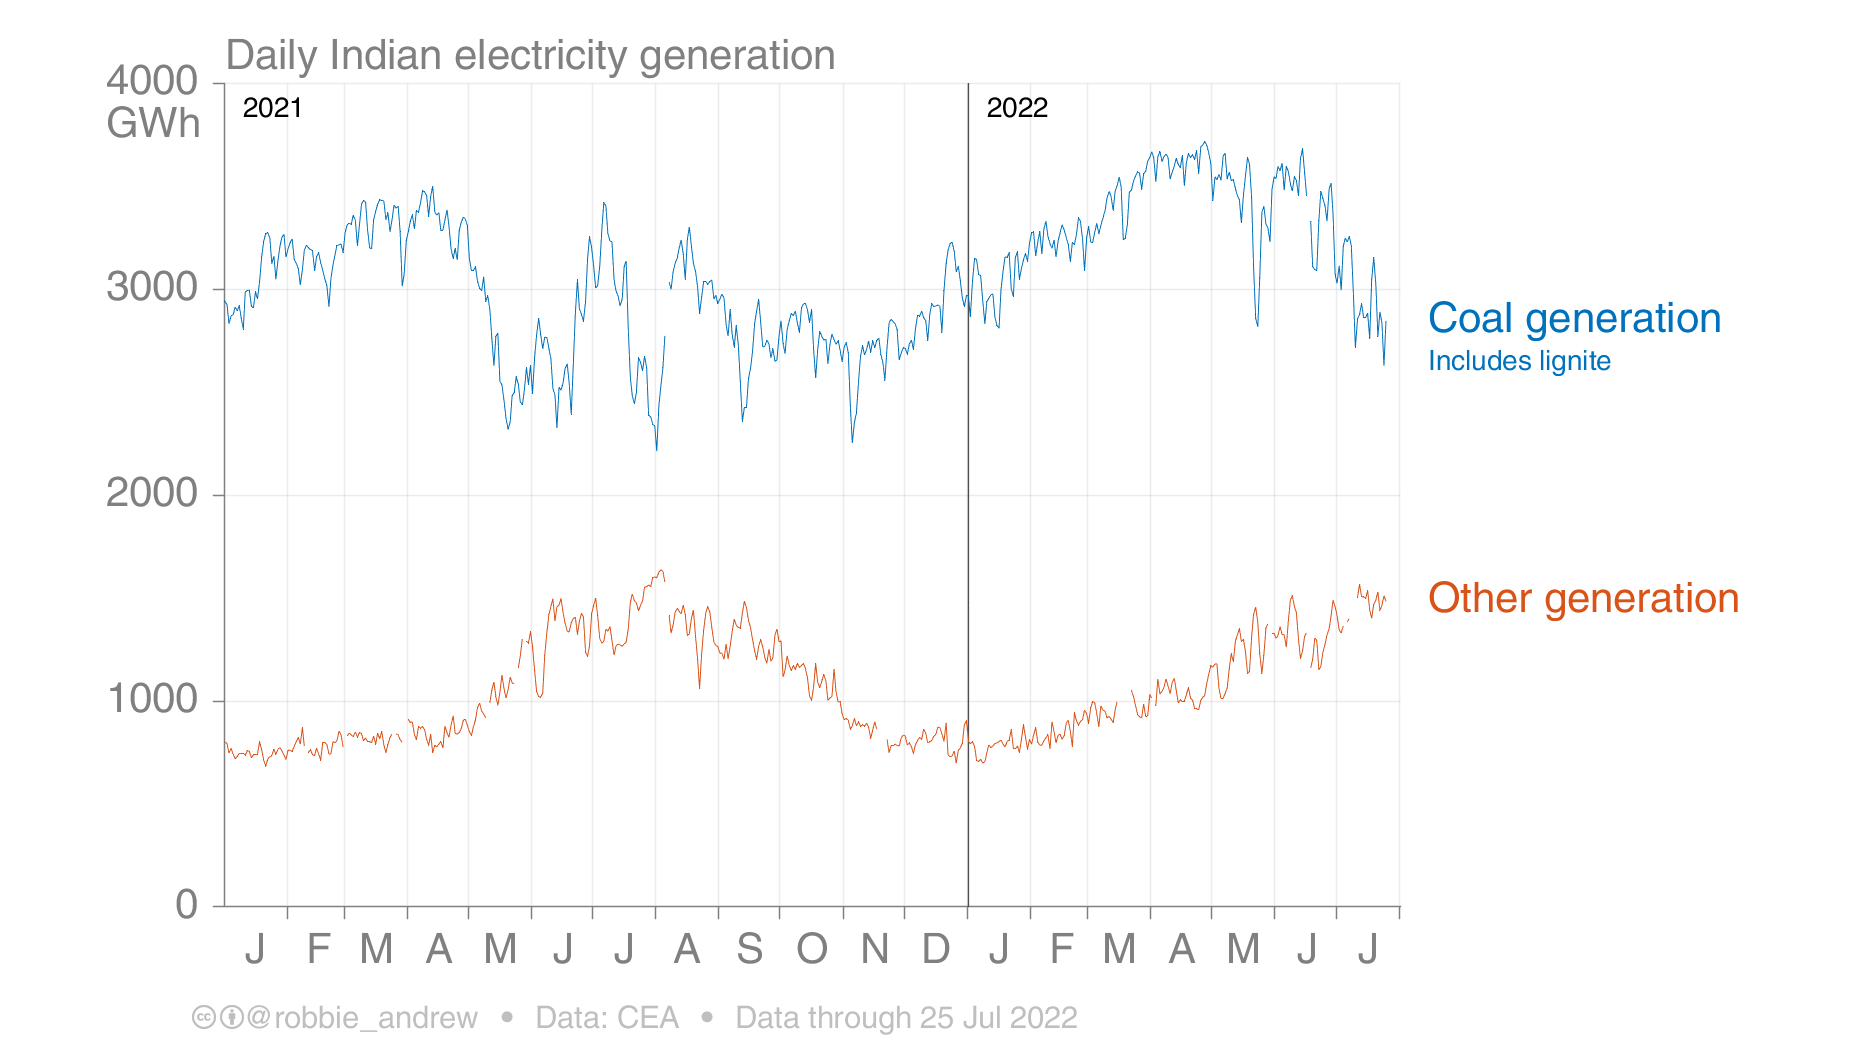 Daily Indian electricity generation
4000
GWh
2021
2022
3000
2000
1000
0
Coal generation
Includes lignite
Other generation
J F M A M J J A S O N D J F M A M J J
@robbie_andrew • Data: CEA • Data through 25 Jul 2022